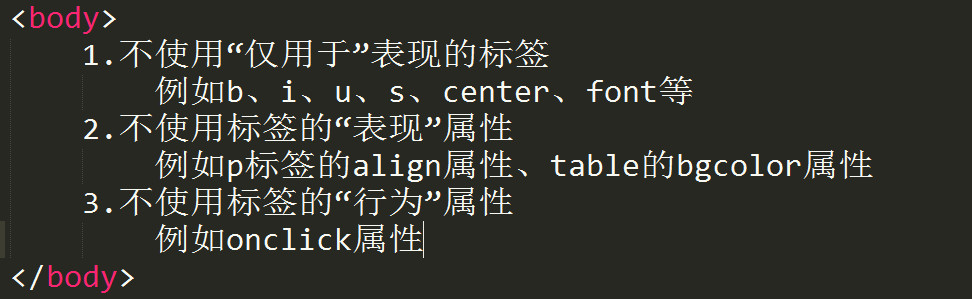 <body>
1.不使用“仅用于”表现的标签
例如b、i、u、s、center、font等
2.不使用标签的“表现”属性
例如p标签的align属性、table的bgcolor属性
3.不使用标签的“行为”属性
例如onclick属性
</body>